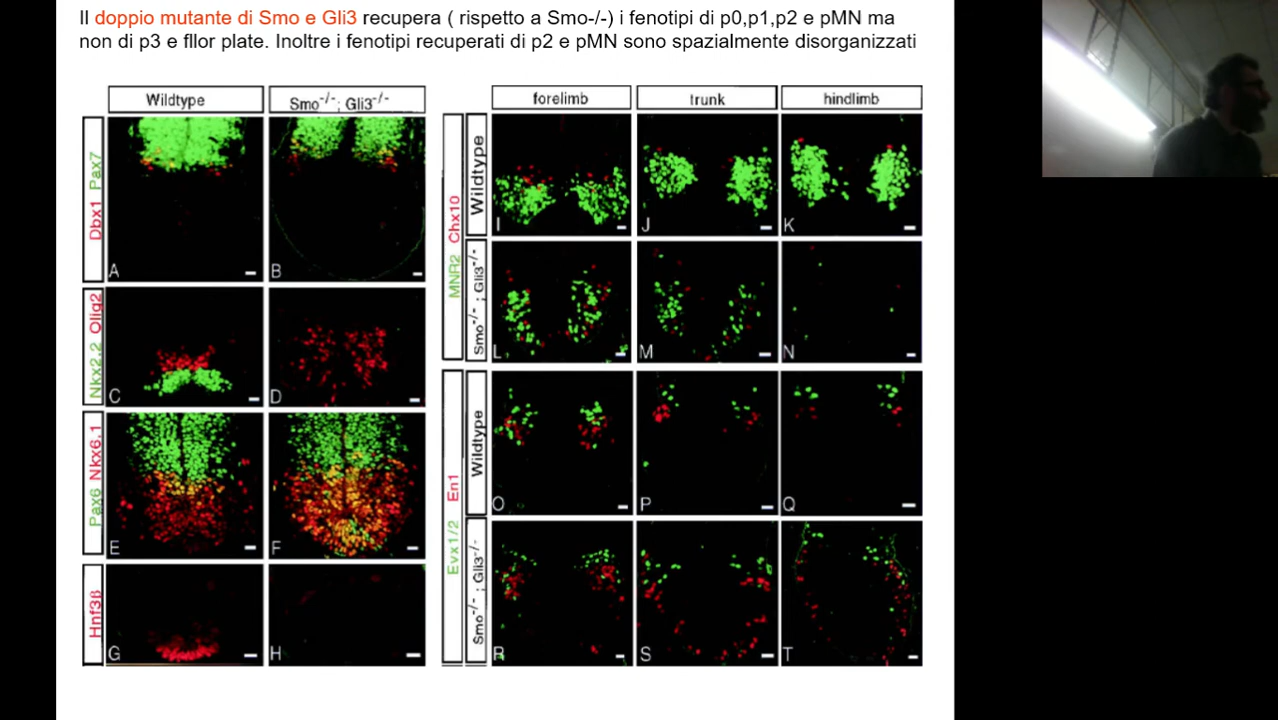 Il doppio mutante di Smo e Gli3 recupera ( rispetto a Smo-/-) i fenotipi di p0,p1,p2 e pMN ma
non di p3 e fllor plate. Inoltre i fenotipi recuperati di p2 e pMN sono spazialmente disorganizzati
Wildtype
Smo-/-; Gli3-/-
Dbx1 Pax7
A
B
Nkx2.2 Olig2
C
D
Pax6 Nkx6.1
E
F
Hnf3β
G
H
forelimb
trunk
hindlimb
MNR2 Chx10
Wildtype
I
J
K
Smo-/-; Gli3-/-
L
M
N
Evx1/2 En1
Wildtype
O
P
Q
Smo-/-; Gli3-/-
R
S
T